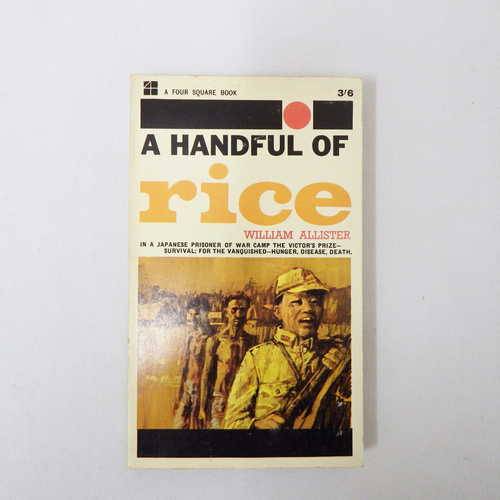 4
A FOUR SQUARE BOOK 3/6
A HANDFUL OF
rice
WILLIAM ALLISTER
IN A JAPANESE PRISONER OF WAR CAMP THE VICTOR'S PRIZE—
SURVIVAL; FOR THE VANQUISHED—HUNGER, DISEASE, DEATH.